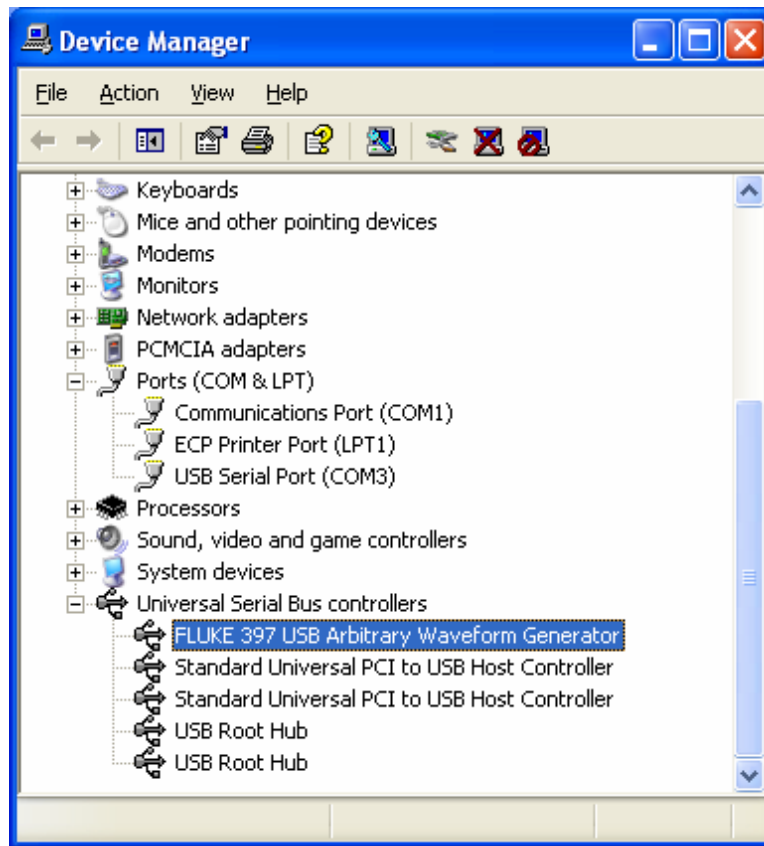 Device Manager
File Action View Help
Keyboards
Mice and other pointing devices
Modems
Monitors
Network adapters
PCMCIA adapters
Ports (COM & LPT)
Communications Port (COM1)
ECP Printer Port (LPT1)
USB Serial Port (COM3)
Processors
Sound, video and game controllers
System devices
Universal Serial Bus controllers
FLUKE 397 USB Arbitrary Waveform Generator
Standard Universal PCI to USB Host Controller
Standard Universal PCI to USB Host Controller
USB Root Hub
USB Root Hub